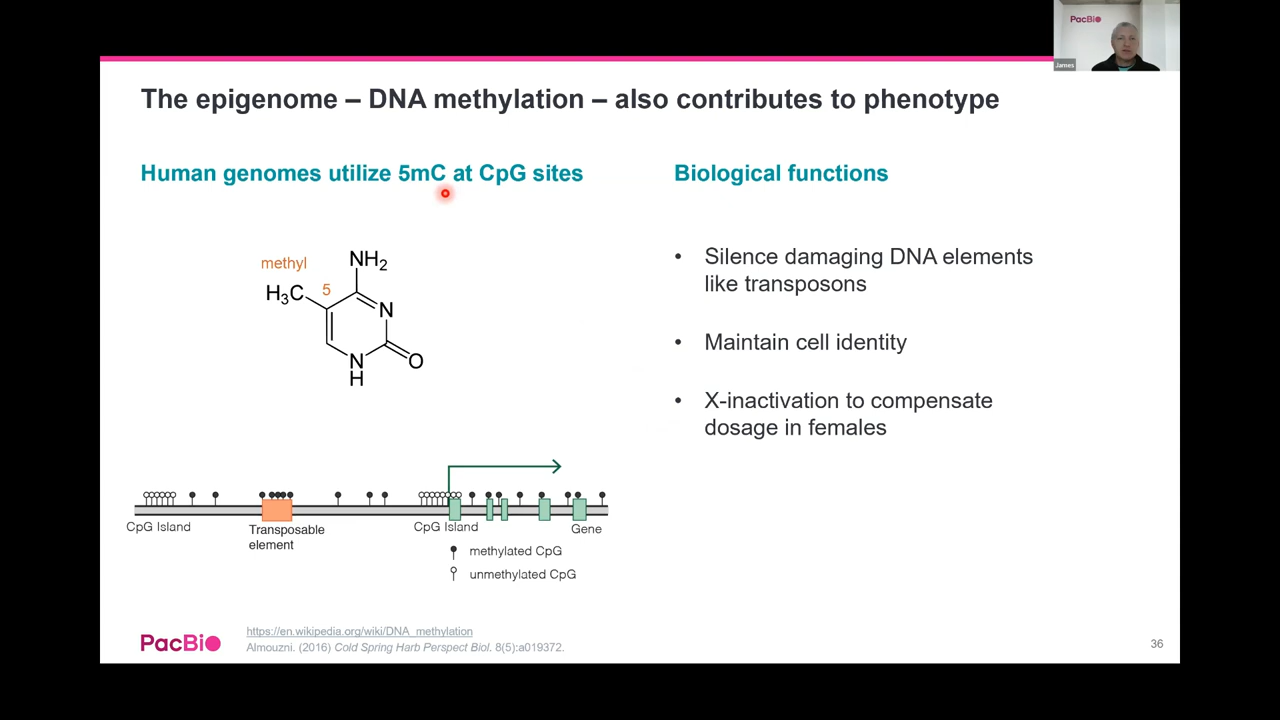 PacBio
James
The epigenome – DNA methylation – also contributes to phenotype
Human genomes utilize 5mC at CpG sites
methyl
5
H3C
NH2
N
N
H
O
CpG Island
Transposable
element
CpG Island
Gene
methylated CpG
unmethylated CpG
Biological functions
• Silence damaging DNA elements
like transposons
• Maintain cell identity
• X-inactivation to compensate
dosage in females
PacBio
https://en.wikipedia.org/wiki/DNA_methylation
Almouzni. (2016) Cold Spring Harb Perspect Biol. 8(5):a019372.
36